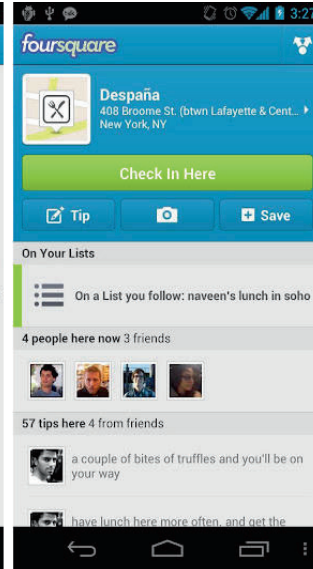 3:27
foursquare
Despaña
408 Broome St. (btwn Lafayette & Cent...
New York, NY
Check In Here
Tip
Save
On Your Lists
On a List you follow: naveen's lunch in soho
4 people here now 3 friends
57 tips here 4 from friends
a couple of bites of truffles and you'll be on
your way
have lunch here more often, and get the